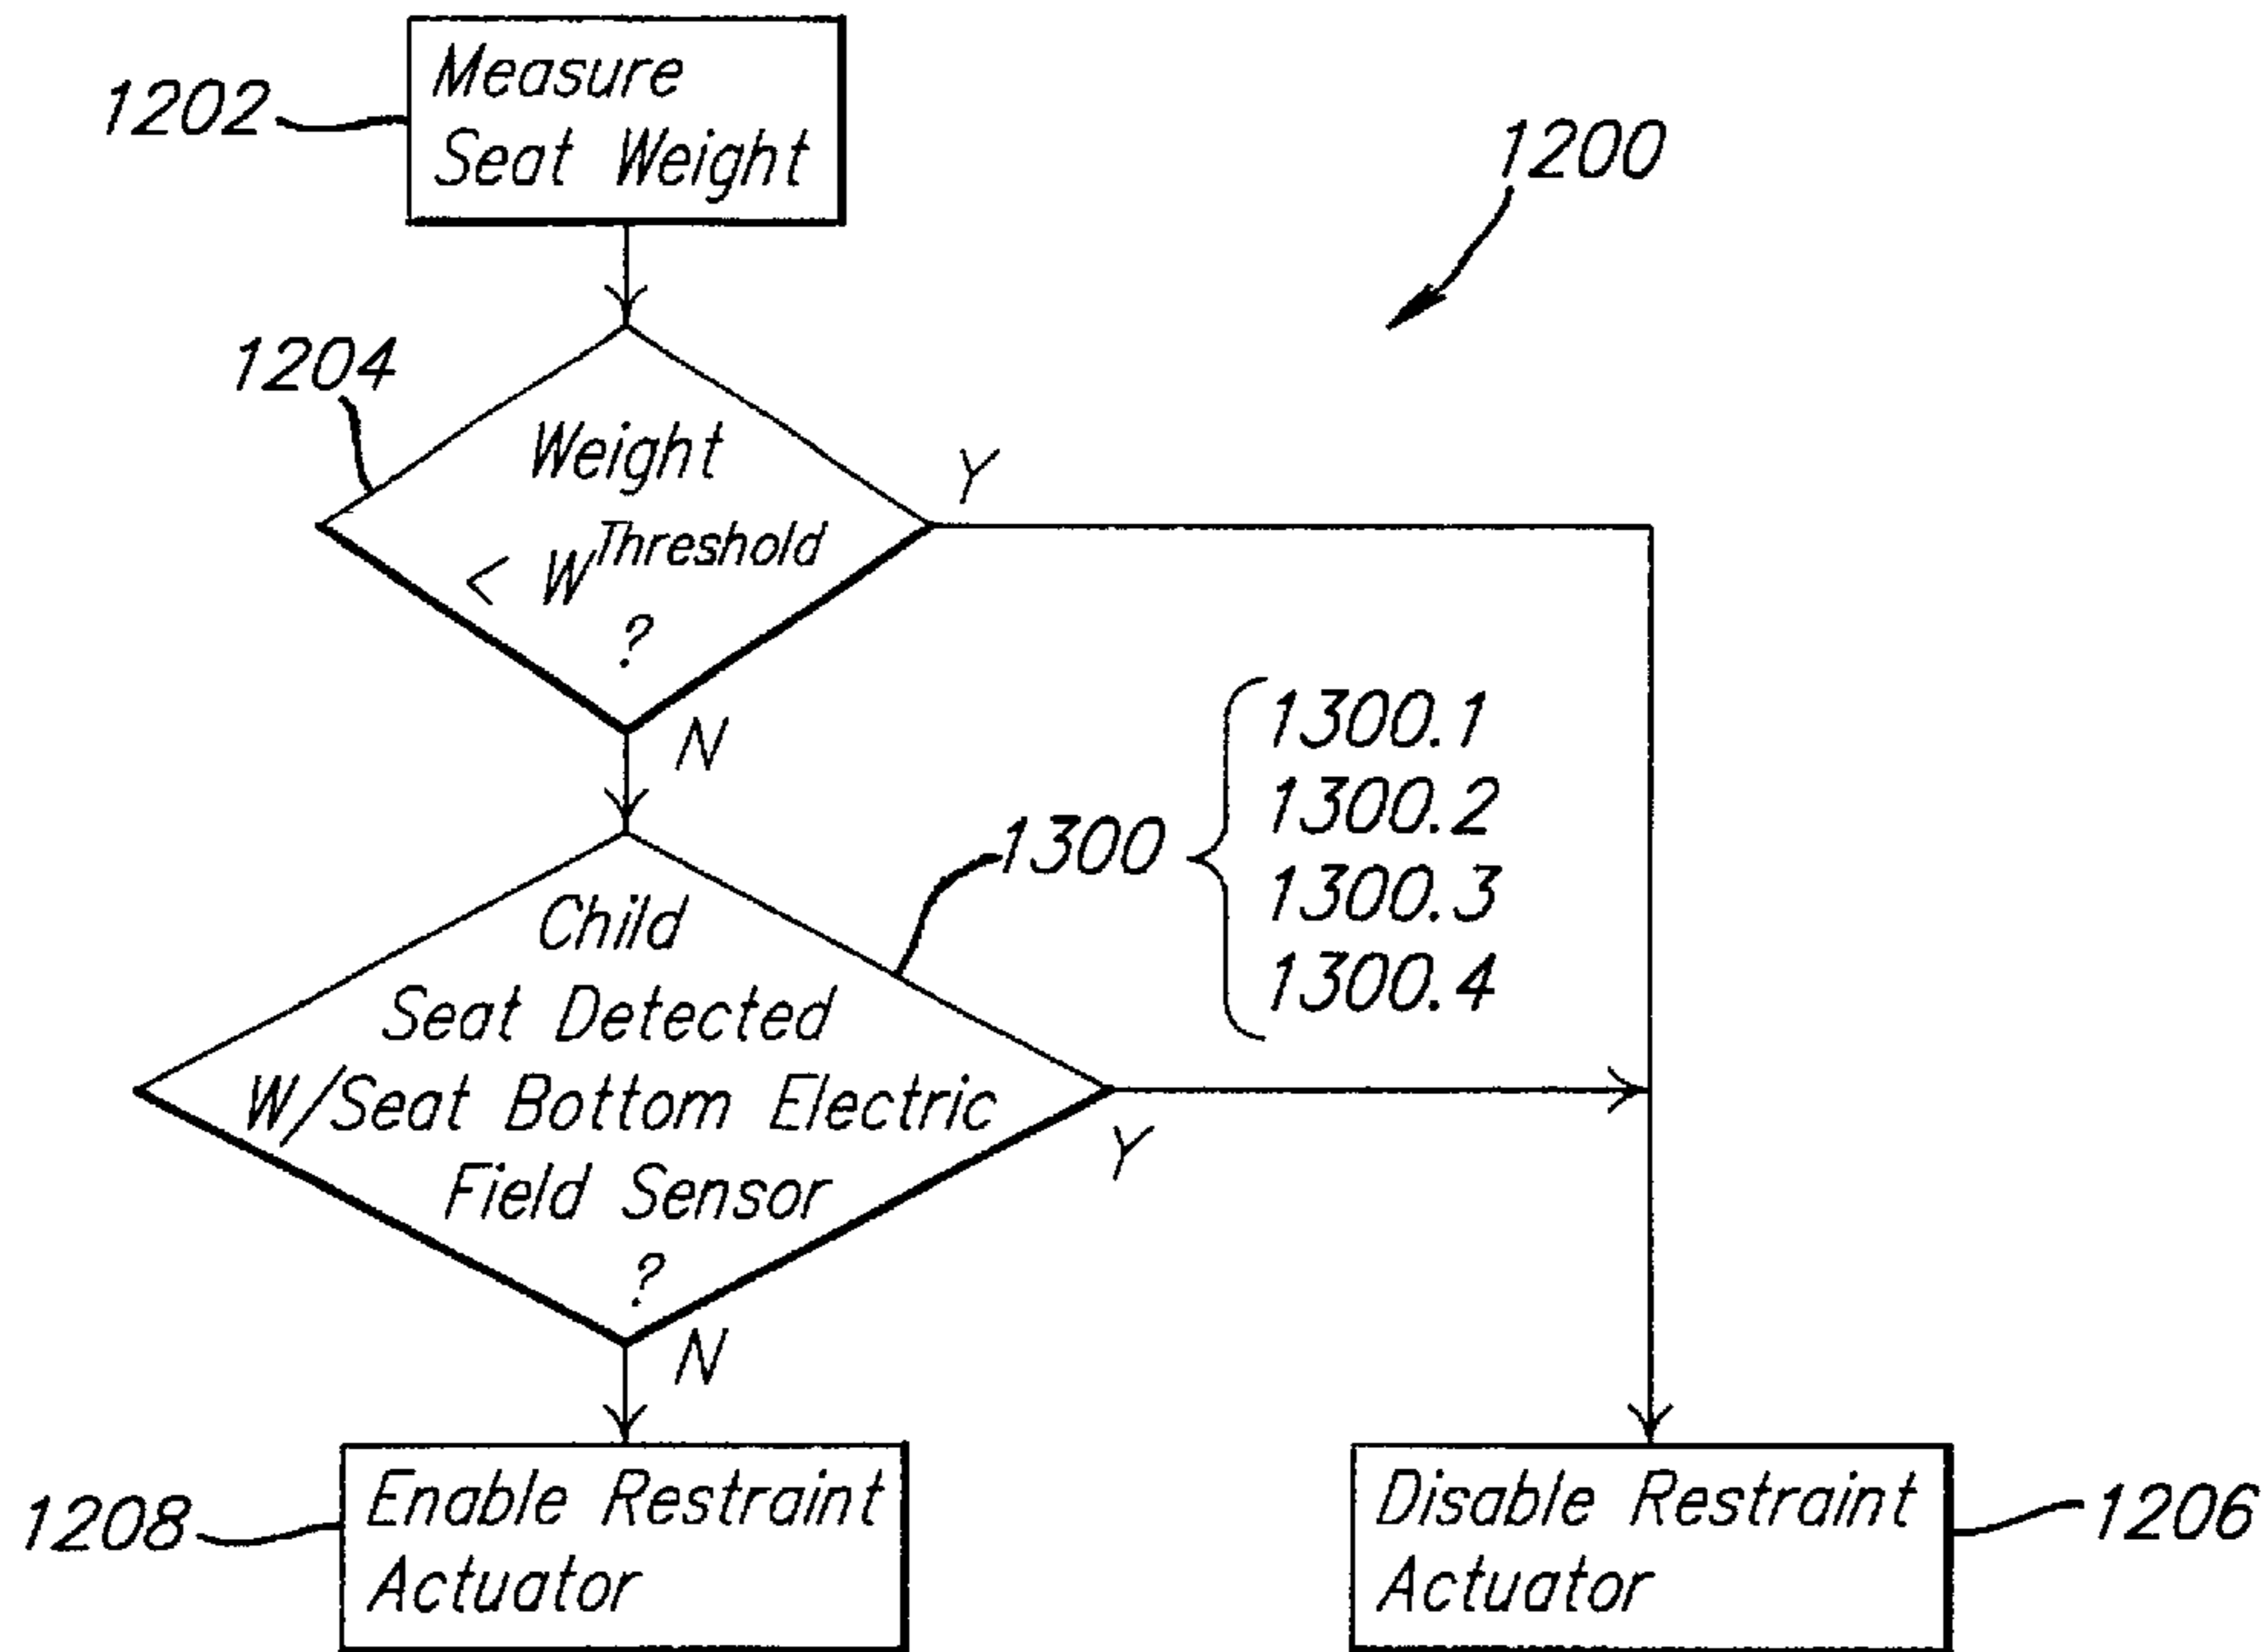 Measure
Seat Weight
1202
1200
1204
Weight
< W^Threshold
?
Y
N
1300
1300.1
1300.2
1300.3
1300.4
Child
Seat Detected
W/Seat Bottom Electric
Field Sensor
?
Y
N
1208
Enable Restraint
Actuator
Disable Restraint
Actuator
1206